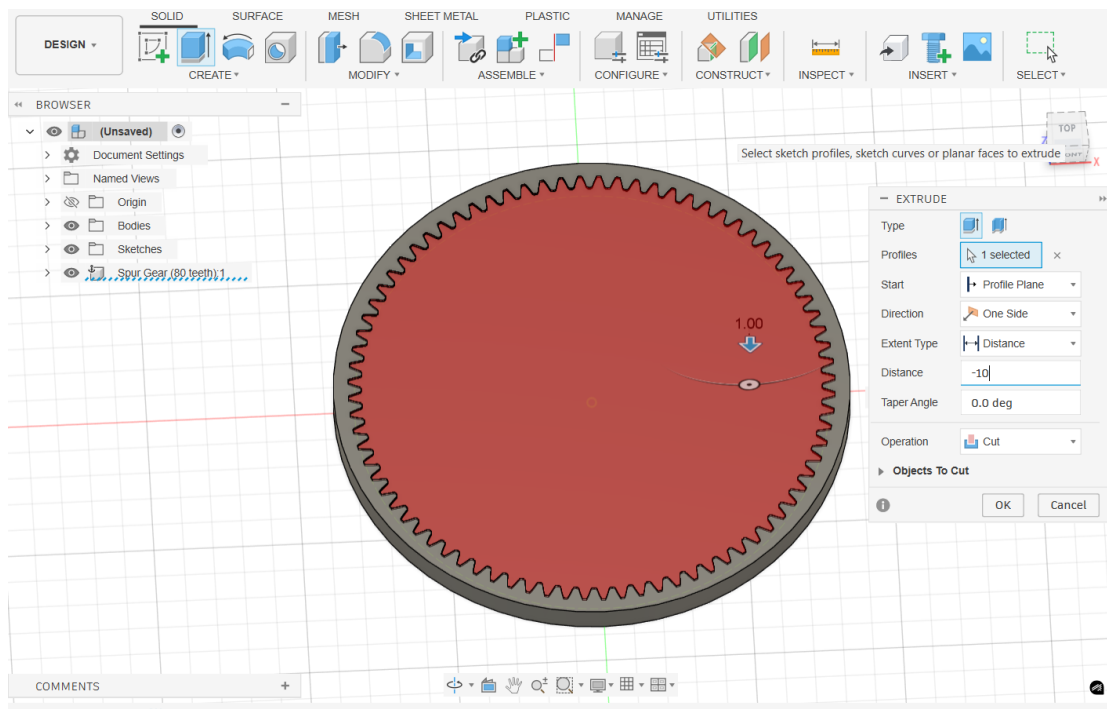 SOLID SURFACE MESH SHEET METAL PLASTIC MANAGE UTILITIES
DESIGN
CREATE MODIFY ASSEMBLE CONFIGURE CONSTRUCT INSPECT INSERT SELECT
BROWSER
(Unsaved)
Document Settings
Named Views
Origin
Bodies
Sketches
Spur Gear (80 teeth):1
TOP
Z
X
Select sketch profiles, sketch curves or planar faces to extrude
1.00
EXTRUDE
Type
Profiles 1 selected
Start Profile Plane
Direction One Side
Extent Type Distance
Distance -10
Taper Angle 0.0 deg
Operation Cut
Objects To Cut
OK Cancel
COMMENTS